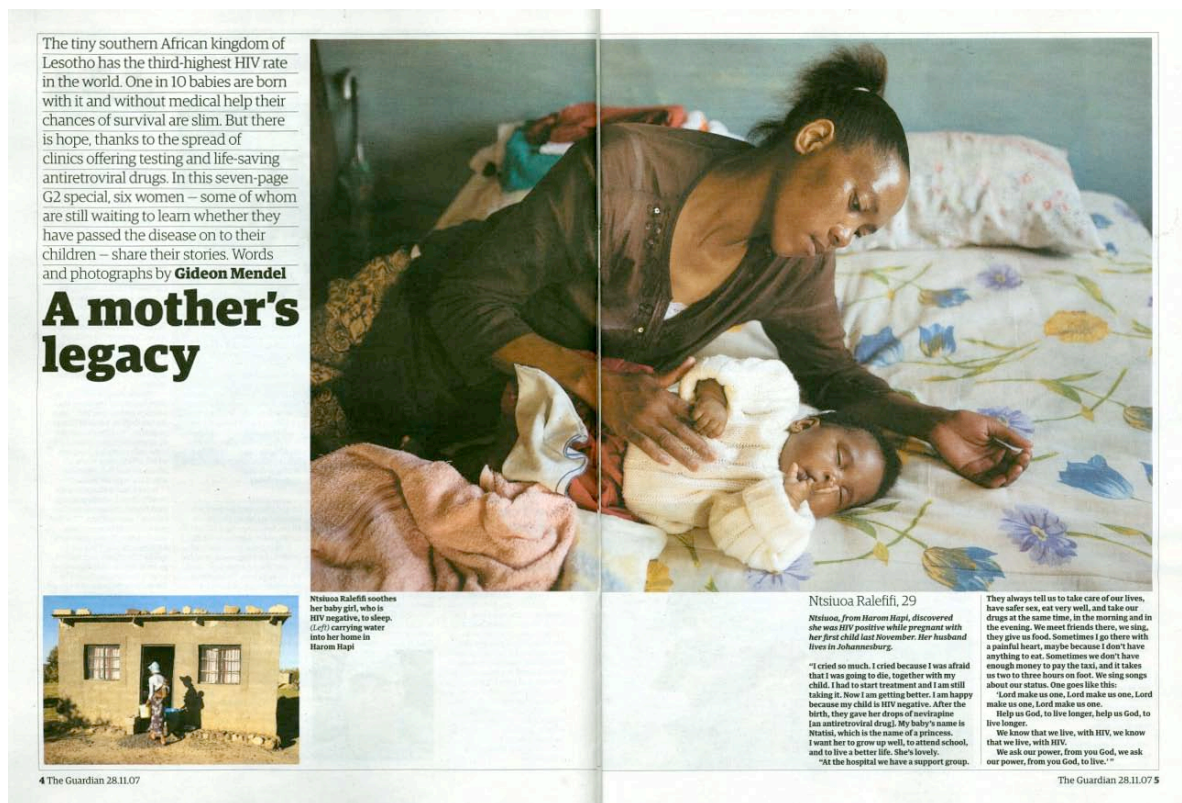 The tiny southern African kingdom of
Lesotho has the third-highest HIV rate
in the world. One in 10 babies are born
with it and without medical help their
chances of survival are slim. But there
is hope, thanks to the spread of
clinics offering testing and life-saving
antiretroviral drugs. In this seven-page
G2 special, six women – some of whom
are still waiting to learn whether they
have passed the disease on to their
children – share their stories. Words
and photographs by Gideon Mendel
A mother's
legacy
Ntsiuoa Ralefifi soothes
her baby girl, who is
HIV negative, to sleep.
(Left) carrying water
into her home in
Harom Hapi
Ntsiuoa Ralefifi, 29
Ntsiuoa, from Harom Hapi, discovered
she was HIV positive while pregnant with
her first child last November. Her husband
lives in Johannesburg.
"I cried so much. I cried because I was afraid
that I was going to die, together with my
child. I had to start treatment and I am still
taking it. Now I am getting better. I am happy
because my child is HIV negative. After the
birth, they gave her drops of nevirapine
[an antiretroviral drug]. My baby's name is
Ntatisi, which is the name of a princess.
I want her to grow up well, to attend school,
and to live a better life. She's lovely.
"At the hospital we have a support group.
They always tell us to take care of our lives,
have safer sex, eat very well, and take our
drugs at the same time, in the morning and in
the evening. We meet friends there, we sing,
they give us food. Sometimes I go there with
a painful heart, maybe because I don't have
anything to eat. Sometimes we don't have
enough money to pay the taxi, and it takes
us two to three hours on foot. We sing songs
about our status. One goes like this:
'Lord make us one, Lord make us one, Lord
make us one, Lord make us one.
Help us God, to live longer, help us God, to
live longer.
We know that we live, with HIV, we know
that we live, with HIV.
We ask our power, from you God, we ask
our power, from you God, to live.'"
4 The Guardian 28.11.07
The Guardian 28.11.07 5